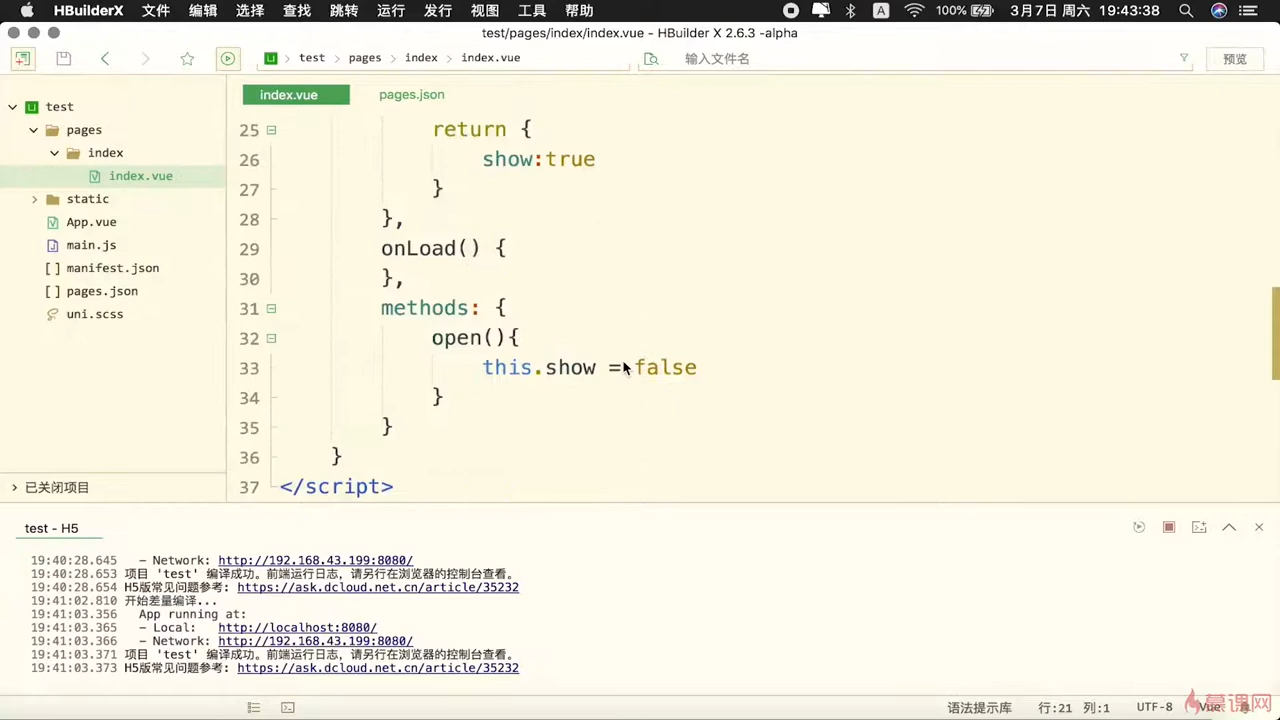 HBuilderX 文件 编辑 选择 查找 跳转 运行 发行 视图 工具 帮助 A 100% 3月7日 周六 19:43:38
test/pages/index/index.vue - HBuilder X 2.6.3 -alpha
test pages index index.vue 输入文件名 预览
test
pages
index
index.vue
static
App.vue
main.js
manifest.json
pages.json
uni.scss
已关闭项目
index.vue pages.json
25 return {
26 show:true
27 }
28 },
29 onLoad() {
30 },
31 methods: {
32 open(){
33 this.show = false
34 }
35 }
36 }
37 </script>
test - H5
19:40:28.645 - Network: http://192.168.43.199:8080/
19:40:28.653 项目 'test' 编译成功。前端运行日志，请另行在浏览器的控制台查看。
19:40:28.654 H5版常见问题参考: https://ask.dcloud.net.cn/article/35232
19:41:02.810 开始差量编译...
19:41:03.356 App running at:
19:41:03.365 - Local: http://localhost:8080/
19:41:03.366 - Network: http://192.168.43.199:8080/
19:41:03.371 项目 'test' 编译成功。前端运行日志，请另行在浏览器的控制台查看。
19:41:03.373 H5版常见问题参考: https://ask.dcloud.net.cn/article/35232
语法提示库 行:21 列:1 UTF-8 Vue
慕课网